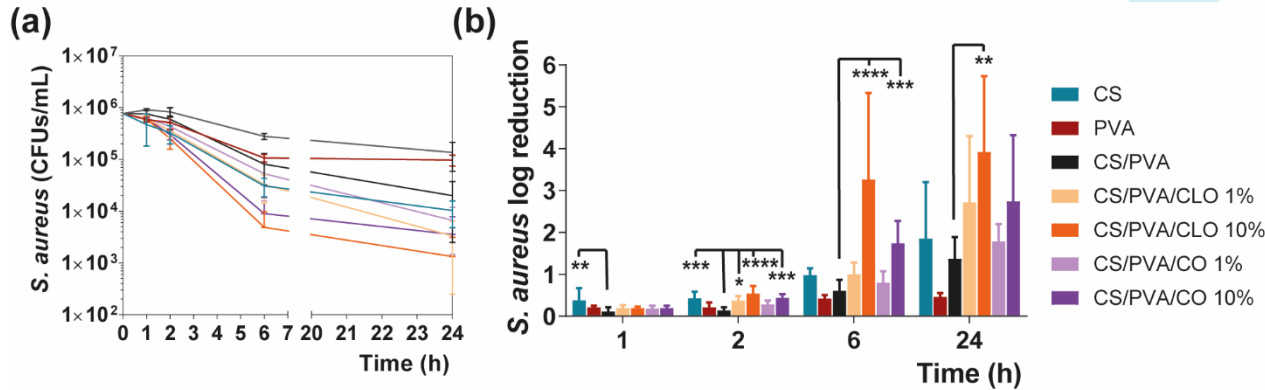 (a)
S. aureus (CFUs/mL)
1×10⁷
1×10⁶
1×10⁵
1×10⁴
1×10³
1×10²
0 1 2 3 4 5 6 7 20 21 22 23 24
Time (h)
(b)
S. aureus log reduction
6
5
4
3
2
1
0
**
***
*
****
***
****
***
**
1 2 6 24
Time (h)
CS
PVA
CS/PVA
CS/PVA/CLO 1%
CS/PVA/CLO 10%
CS/PVA/CO 1%
CS/PVA/CO 10%